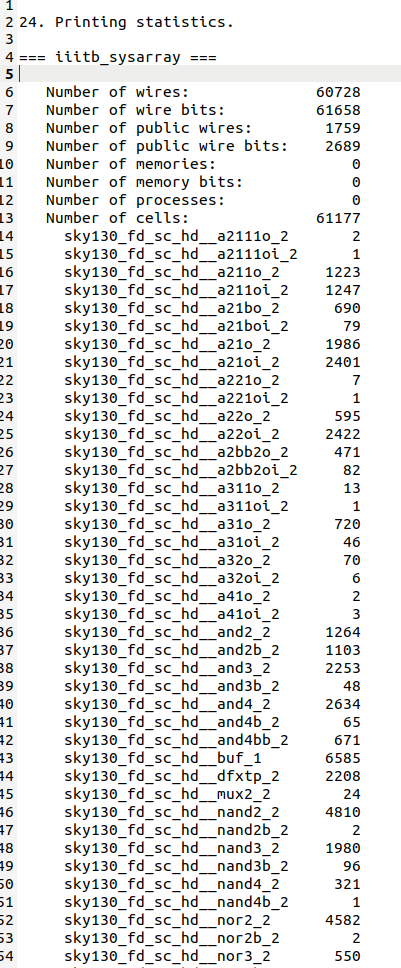 1
2 24. Printing statistics.
3
4 === iiitb_sysarray ===
5
6 Number of wires: 60728
7 Number of wire bits: 61658
8 Number of public wires: 1759
9 Number of public wire bits: 2689
10 Number of memories: 0
11 Number of memory bits: 0
12 Number of processes: 0
13 Number of cells: 61177
14 sky130_fd_sc_hd__a2111o_2 2
15 sky130_fd_sc_hd__a2111oi_2 1
16 sky130_fd_sc_hd__a211o_2 1223
17 sky130_fd_sc_hd__a211oi_2 1247
18 sky130_fd_sc_hd__a21bo_2 690
19 sky130_fd_sc_hd__a21boi_2 79
20 sky130_fd_sc_hd__a21o_2 1986
21 sky130_fd_sc_hd__a21oi_2 2401
22 sky130_fd_sc_hd__a221o_2 7
23 sky130_fd_sc_hd__a221oi_2 1
24 sky130_fd_sc_hd__a22o_2 595
25 sky130_fd_sc_hd__a22oi_2 2422
26 sky130_fd_sc_hd__a2bb2o_2 471
27 sky130_fd_sc_hd__a2bb2oi_2 82
28 sky130_fd_sc_hd__a311o_2 13
29 sky130_fd_sc_hd__a311oi_2 1
30 sky130_fd_sc_hd__a31o_2 720
31 sky130_fd_sc_hd__a31oi_2 46
32 sky130_fd_sc_hd__a32o_2 70
33 sky130_fd_sc_hd__a32oi_2 6
34 sky130_fd_sc_hd__a41o_2 2
35 sky130_fd_sc_hd__a41oi_2 3
36 sky130_fd_sc_hd__and2_2 1264
37 sky130_fd_sc_hd__and2b_2 1103
38 sky130_fd_sc_hd__and3_2 2253
39 sky130_fd_sc_hd__and3b_2 48
40 sky130_fd_sc_hd__and4_2 2634
41 sky130_fd_sc_hd__and4b_2 65
42 sky130_fd_sc_hd__and4bb_2 671
43 sky130_fd_sc_hd__buf_1 6585
44 sky130_fd_sc_hd__dfxtp_2 2208
45 sky130_fd_sc_hd__mux2_2 24
46 sky130_fd_sc_hd__nand2_2 4810
47 sky130_fd_sc_hd__nand2b_2 2
48 sky130_fd_sc_hd__nand3_2 1980
49 sky130_fd_sc_hd__nand3b_2 96
50 sky130_fd_sc_hd__nand4_2 321
51 sky130_fd_sc_hd__nand4b_2 1
52 sky130_fd_sc_hd__nor2_2 4582
53 sky130_fd_sc_hd__nor2b_2 2
54 sky130_fd_sc_hd__nor3_2 550